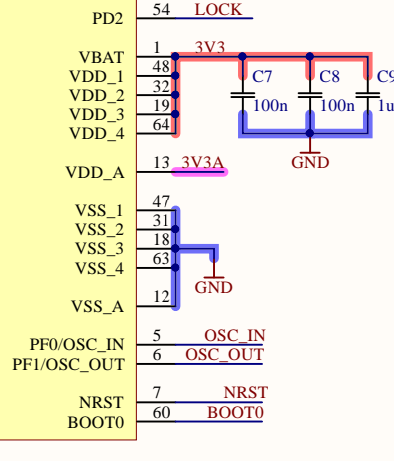 PD2 54 LOCK
VBAT 1 3V3
VDD_1 48 C7 C8 C9
VDD_2 32
VDD_3 19 100n 100n 1u
VDD_4 64
GND
VDD_A 13 3V3A
VSS_1 47
VSS_2 31
VSS_3 18
VSS_4 63
GND
VSS_A 12
PF0/OSC_IN 5 OSC_IN
PF1/OSC_OUT 6 OSC_OUT
NRST 7 NRST
BOOT0 60 BOOT0